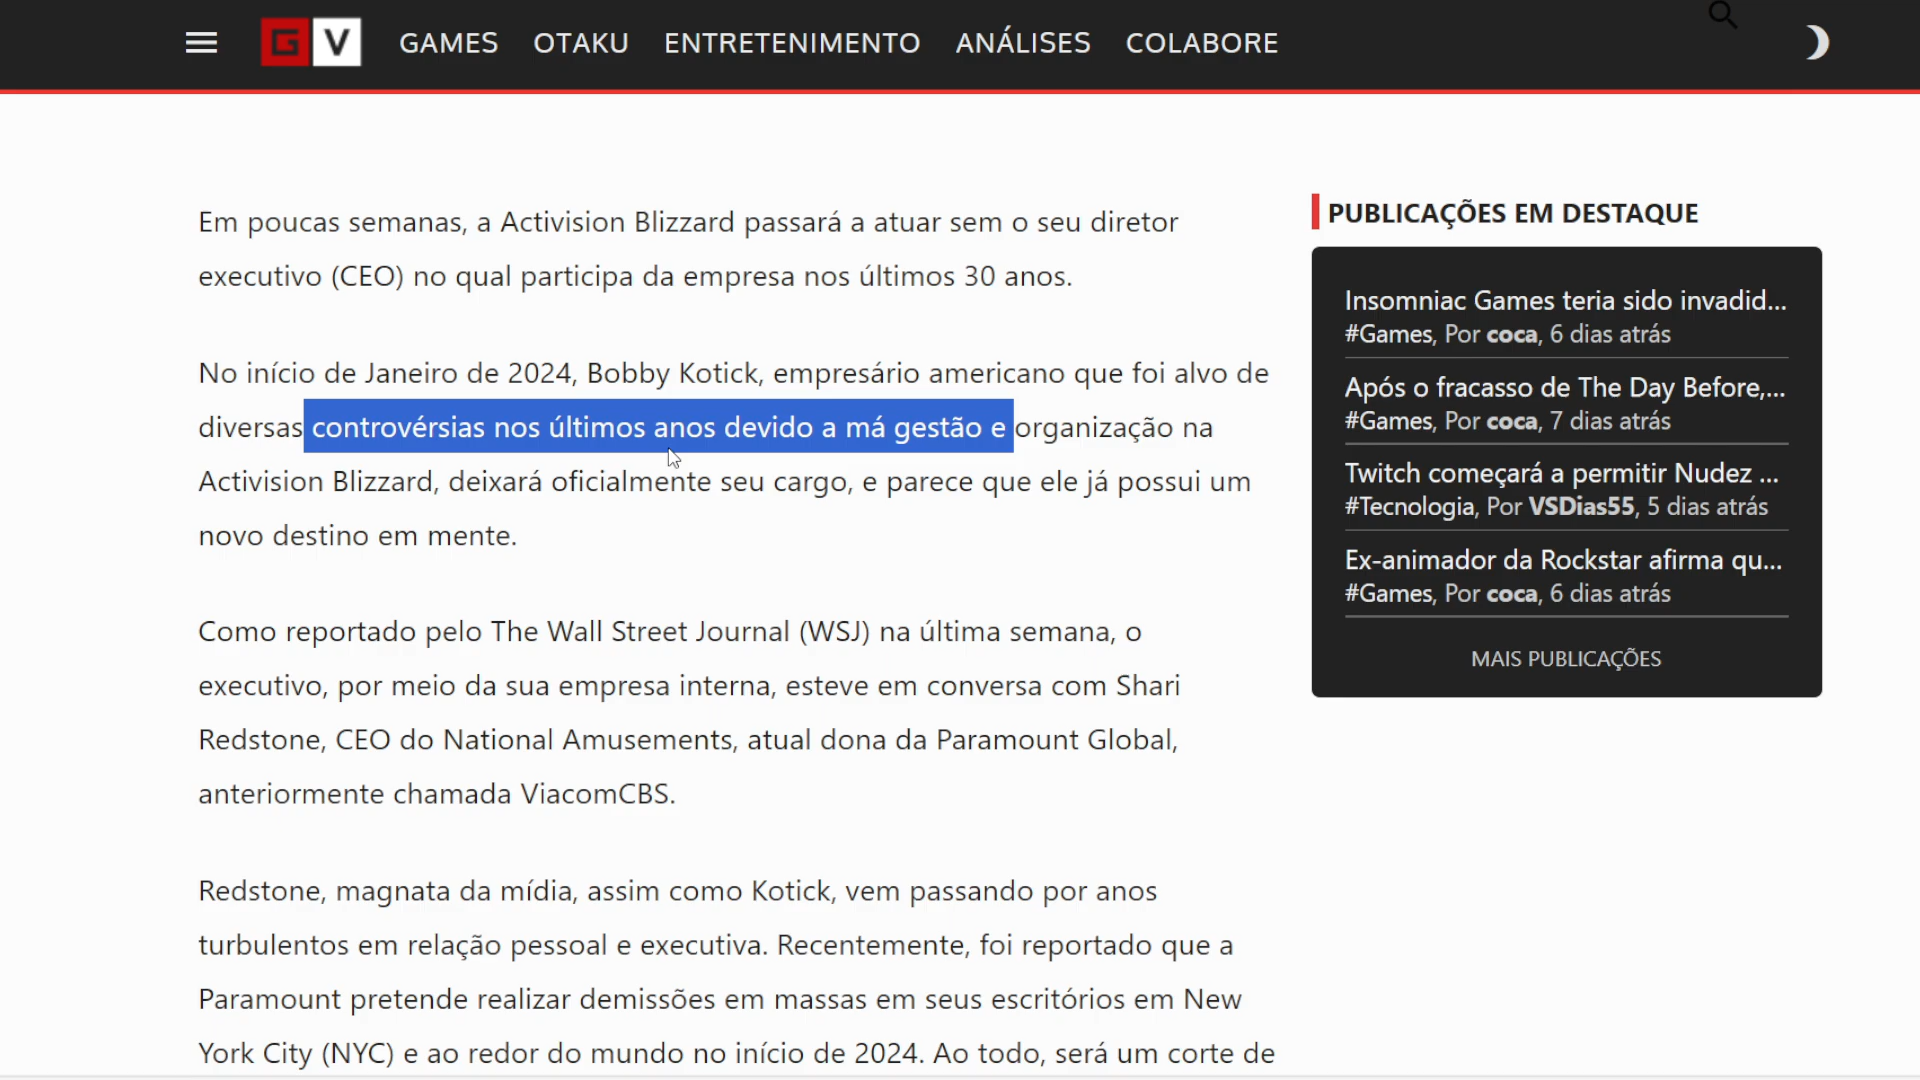 GV GAMES OTAKU ENTRETENIMENTO ANÁLISES COLABORE
Em poucas semanas, a Activision Blizzard passará a atuar sem o seu diretor
executivo (CEO) no qual participa da empresa nos últimos 30 anos.
No início de Janeiro de 2024, Bobby Kotick, empresário americano que foi alvo de
diversas controvérsias nos últimos anos devido a má gestão e organização na
Activision Blizzard, deixará oficialmente seu cargo, e parece que ele já possui um
novo destino em mente.
Como reportado pelo The Wall Street Journal (WSJ) na última semana, o
executivo, por meio da sua empresa interna, esteve em conversa com Shari
Redstone, CEO do National Amusements, atual dona da Paramount Global,
anteriormente chamada ViacomCBS.
Redstone, magnata da mídia, assim como Kotick, vem passando por anos
turbulentos em relação pessoal e executiva. Recentemente, foi reportado que a
Paramount pretende realizar demissões em massas em seus escritórios em New
York City (NYC) e ao redor do mundo no início de 2024. Ao todo, será um corte de
PUBLICAÇÕES EM DESTAQUE
Insomniac Games teria sido invadid...
#Games, Por coca, 6 dias atrás
Após o fracasso de The Day Before,...
#Games, Por coca, 7 dias atrás
Twitch começará a permitir Nudez ...
#Tecnologia, Por VSDias55, 5 dias atrás
Ex-animador da Rockstar afirma qu...
#Games, Por coca, 6 dias atrás
MAIS PUBLICAÇÕES